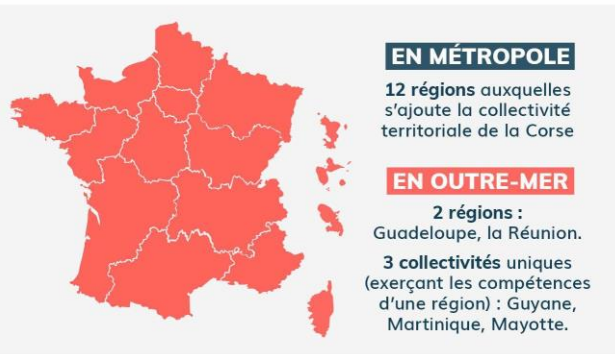 EN MÉTROPOLE
12 régions auxquelles
s'ajoute la collectivité
territoriale de la Corse
EN OUTRE-MER
2 régions :
Guadeloupe, la Réunion.
3 collectivités uniques
(exerçant les compétences
d'une région) : Guyane,
Martinique, Mayotte.